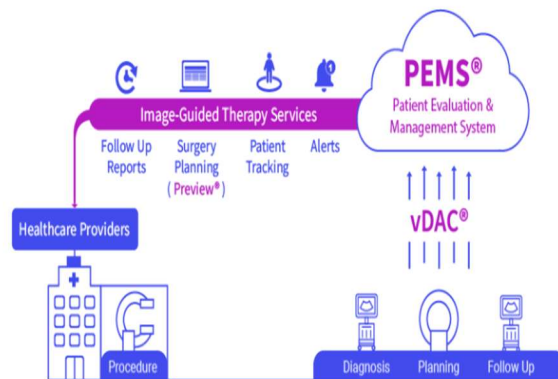 PEMS®
Patient Evaluation &
Management System
Image-Guided Therapy Services
Follow Up
Reports
Surgery
Planning
( Preview® )
Patient
Tracking
Alerts
vDAC®
Healthcare Providers
Procedure
Diagnosis
Planning
Follow Up